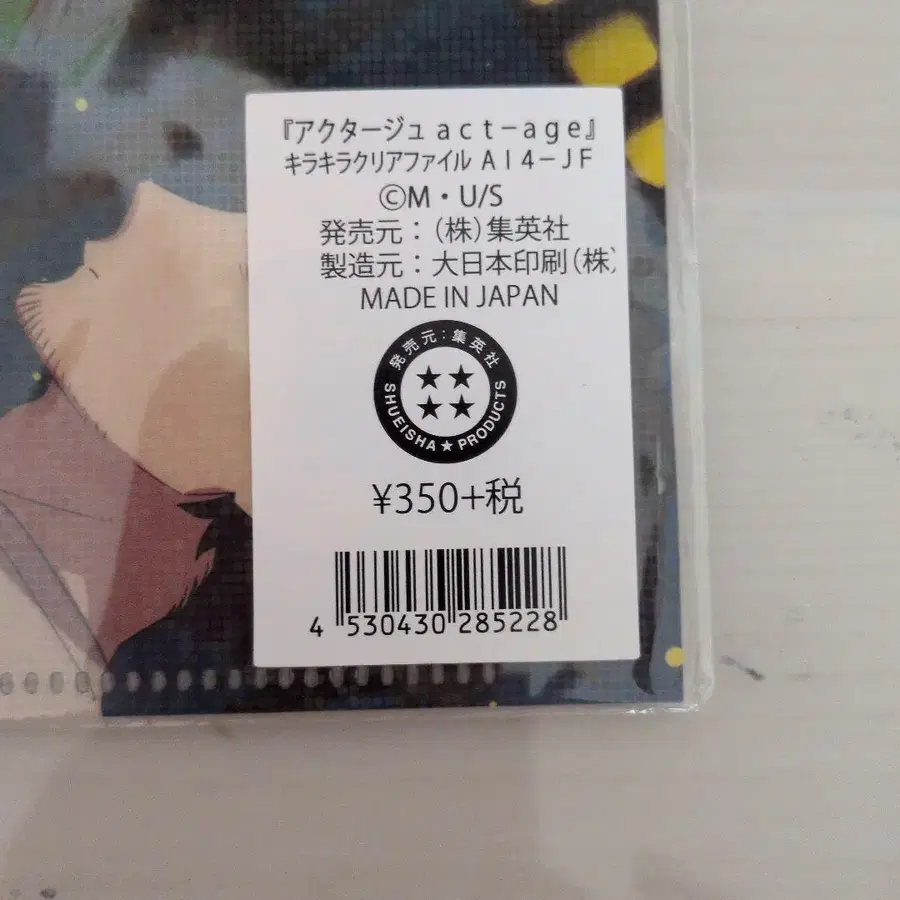 『アクタージュ act－age』
キラキラクリアファイル AI4－JF
©M・U/S
発売元：（株）集英社
製造元：大日本印刷（株）
MADE IN JAPAN
発売元：集英社
SHUEISHA★PRODUCTS
¥350+税
4 530430 285228